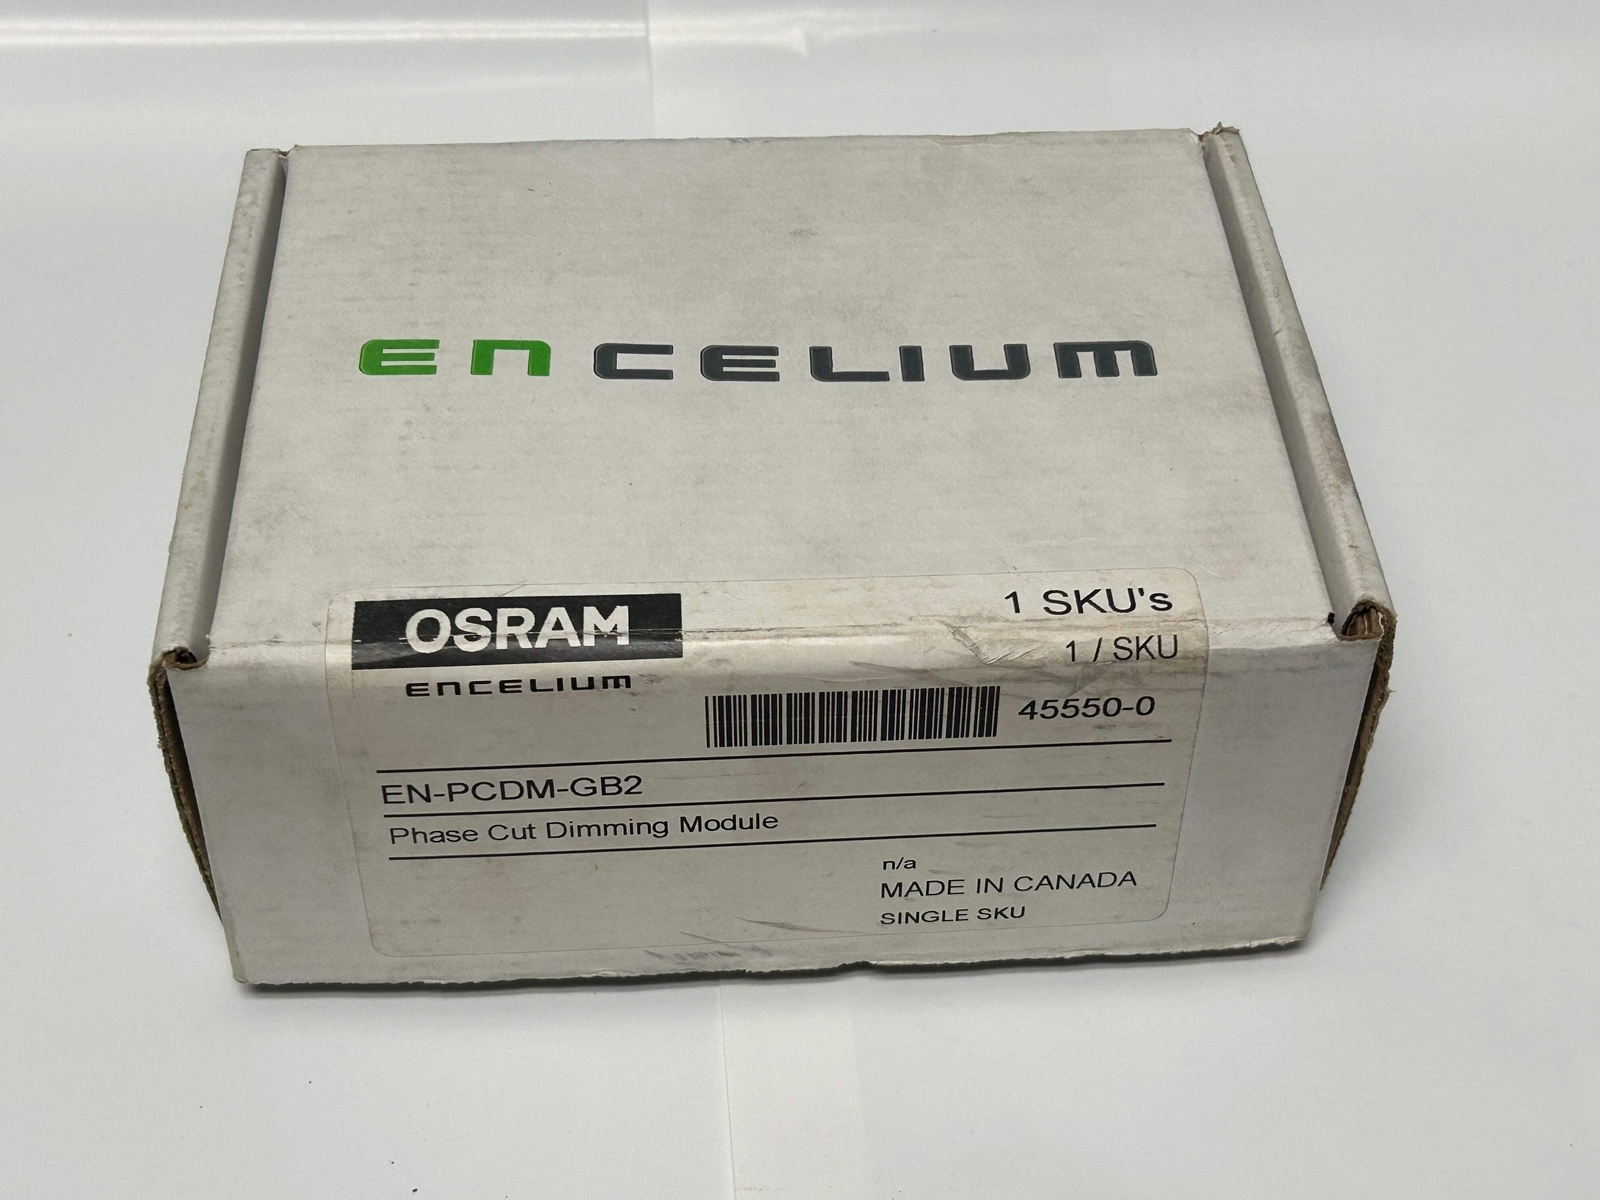 ENCELIUM
OSRAM
ENCELIUM
1 SKU's
1 / SKU
45550-0
EN-PCDM-GB2
Phase Cut Dimming Module
n/a
MADE IN CANADA
SINGLE SKU